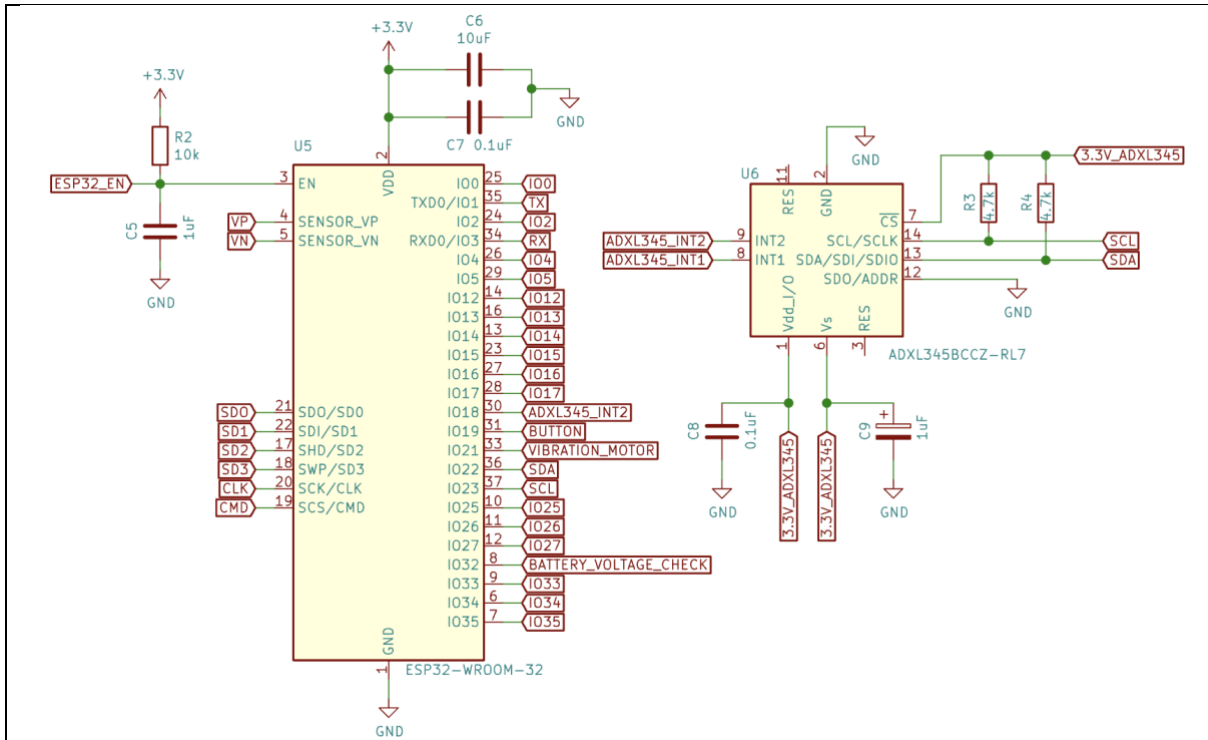 +3.3V
C6
10uF
C7 0.1uF
GND
+3.3V
R2
10k
ESP32_EN
C5
1uF
GND
U5
2
VDD
3 EN
VP 4 SENSOR_VP
VN 5 SENSOR_VN
SDO 21 SDO/SD0
SD1 22 SDI/SD1
SD2 17 SHD/SD2
SD3 18 SWP/SD3
CLK 20 SCK/CLK
CMD 19 SCS/CMD
IO0 25 IO0
TXD0/IO1 35 TX
IO2 24 IO2
RXD0/IO3 34 RX
IO4 26 IO4
IO5 29 IO5
IO12 14 IO12
IO13 16 IO13
IO14 13 IO14
IO15 23 IO15
IO16 27 IO16
IO17 28 IO17
IO18 30 ADXL345_INT2
IO19 31 BUTTON
IO21 33 VIBRATION_MOTOR
IO22 36 SDA
IO23 37 SCL
IO25 10 IO25
IO26 11 IO26
IO27 12 IO27
IO32 8 BATTERY_VOLTAGE_CHECK
IO33 9 IO33
IO34 6 IO34
IO35 7 IO35
GND
1
ESP32-WROOM-32
GND
U6
11
RES
2
GND
GND
3.3V_ADXL345
R3
4.7k
R4
4.7k
CS 7
SCL/SCLK 14 SCL
SDA/SDI/SDIO 13 SDA
SDO/ADDR 12
GND
ADXL345_INT2 9 INT2
ADXL345_INT1 8 INT1
Vdd_I/O
1
Vs
6
RES
3
ADXL345BCCZ-RL7
C8
0.1uF
GND
3.3V_ADXL345
3.3V_ADXL345
+
C9
1uF
GND